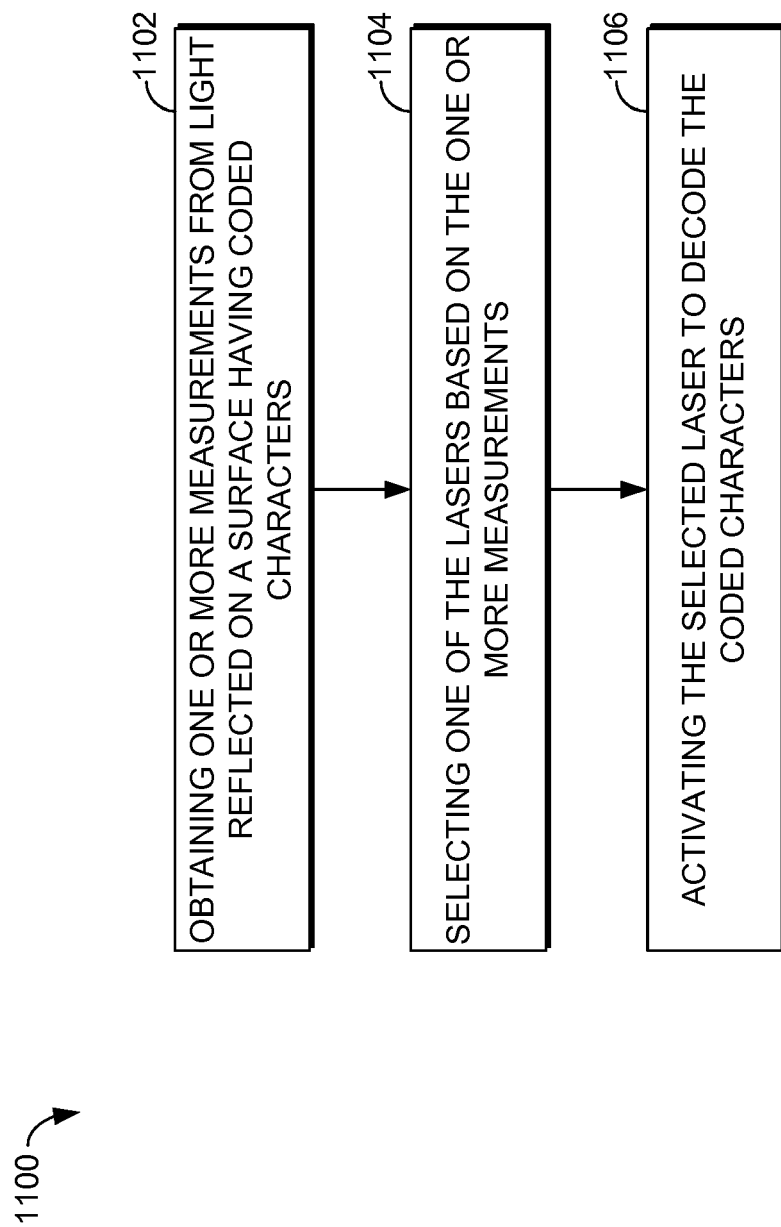 1100
1102
OBTAINING ONE OR MORE MEASUREMENTS FROM LIGHT
REFLECTED ON A SURFACE HAVING CODED
CHARACTERS
1104
SELECTING ONE OF THE LASERS BASED ON THE ONE OR
MORE MEASUREMENTS
1106
ACTIVATING THE SELECTED LASER TO DECODE THE
CODED CHARACTERS